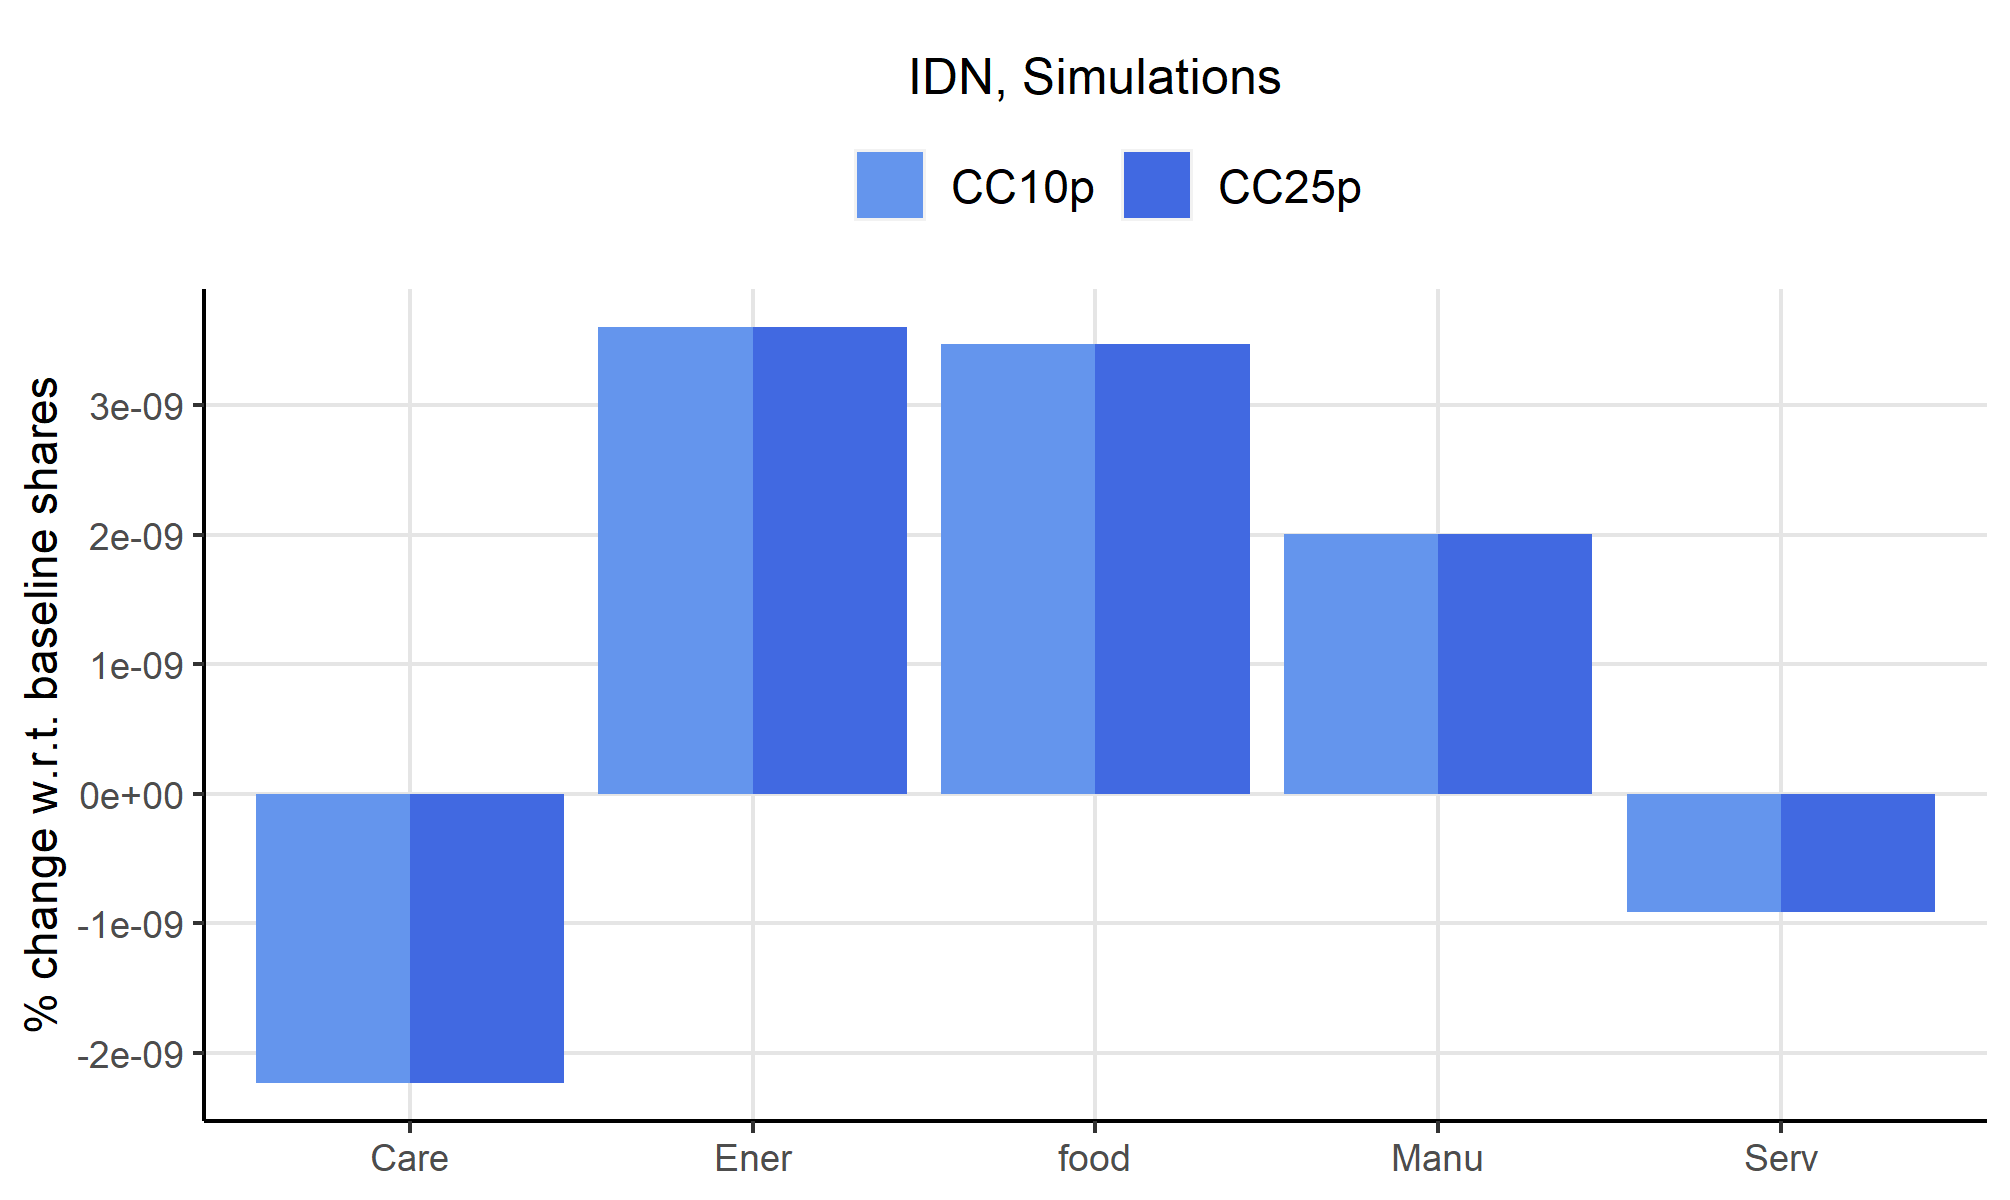 IDN, Simulations
CC10p CC25p
% change w.r.t. baseline shares
3e-09
2e-09
1e-09
0e+00
-1e-09
-2e-09
Care Ener food Manu Serv